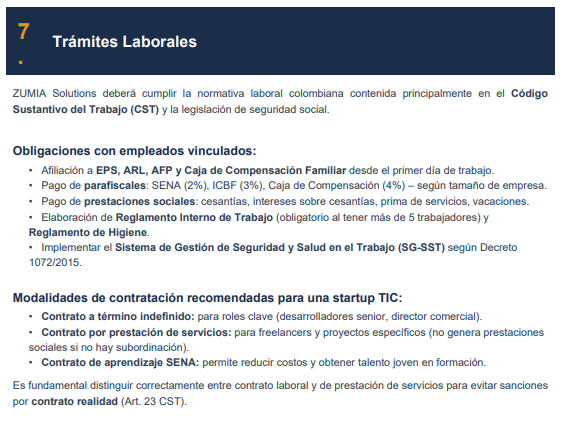 7
.
Trámites Laborales
ZUMIA Solutions deberá cumplir la normativa laboral colombiana contenida principalmente en el Código
Sustantivo del Trabajo (CST) y la legislación de seguridad social.
Obligaciones con empleados vinculados:
• Afiliación a EPS, ARL, AFP y Caja de Compensación Familiar desde el primer día de trabajo.
• Pago de parafiscales: SENA (2%), ICBF (3%), Caja de Compensación (4%) – según tamaño de empresa.
• Pago de prestaciones sociales: cesantías, intereses sobre cesantías, prima de servicios, vacaciones.
• Elaboración de Reglamento Interno de Trabajo (obligatorio al tener más de 5 trabajadores) y
Reglamento de Higiene.
• Implementar el Sistema de Gestión de Seguridad y Salud en el Trabajo (SG-SST) según Decreto
1072/2015.
Modalidades de contratación recomendadas para una startup TIC:
• Contrato a término indefinido: para roles clave (desarrolladores senior, director comercial).
• Contrato por prestación de servicios: para freelancers y proyectos específicos (no genera prestaciones
sociales si no hay subordinación).
• Contrato de aprendizaje SENA: permite reducir costos y obtener talento joven en formación.
Es fundamental distinguir correctamente entre contrato laboral y de prestación de servicios para evitar sanciones
por contrato realidad (Art. 23 CST).